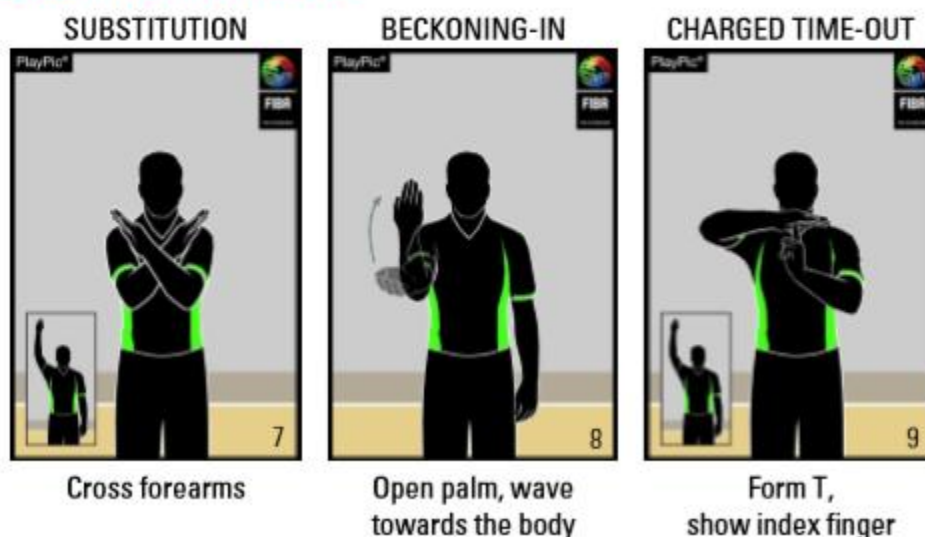 SUBSTITUTION
BECKONING-IN
CHARGED TIME-OUT
PlayPic®
FIBA
PlayPic®
FIBA
PlayPic®
FIBA
7
8
9
Cross forearms
Open palm, wave
towards the body
Form T,
show index finger